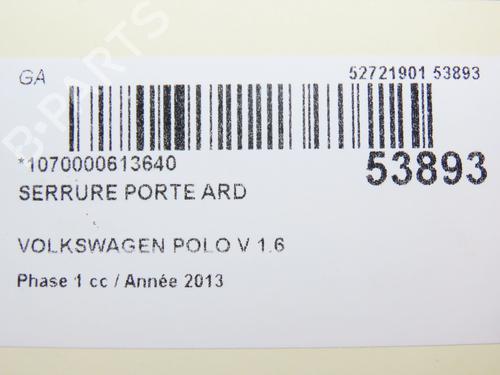 GA
52721901 53893
*1070000613640
53893
SERRURE PORTE ARD
VOLKSWAGEN POLO V 1.6
Phase 1 cc / Année 2013
B-PARTS